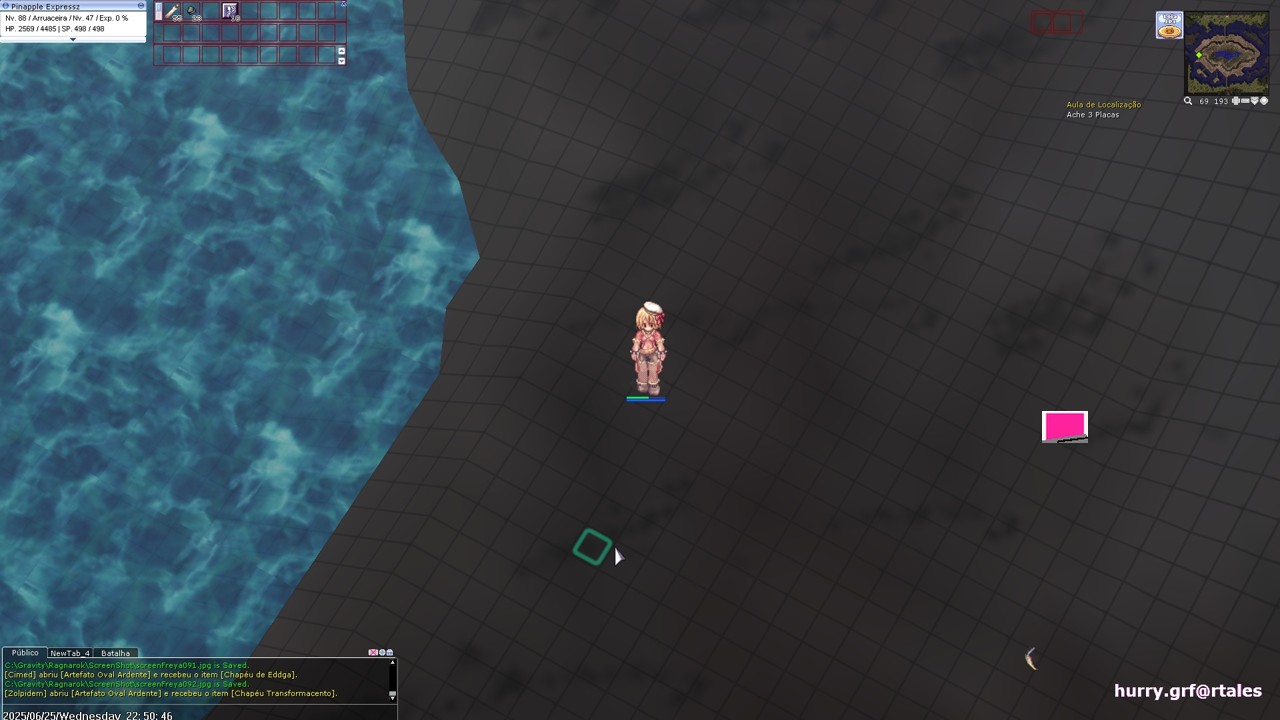 Pinapple Expressz
Nv. 88 / Arruaceira / Nv. 47 / Exp. 0 %
HP. 2569 / 4485 | SP. 498 / 498
99
28
10
69 193
Aula de Localização
Ache 3 Placas
Público NewTab_4 Batalha
C:\Gravity\Ragnarok\ScreenShot\screenFreya091.jpg is Saved.
[Cimed] abriu [Artefato Oval Ardente] e recebeu o item [Chapéu de Eddga].
C:\Gravity\Ragnarok\ScreenShot\screenFreya092.jpg is Saved.
[Zolpidem] abriu [Artefato Oval Ardente] e recebeu o item [Chapéu Transformacento].
2025/06/25/Wednesday 22:50:46
hurry.grf@rtales